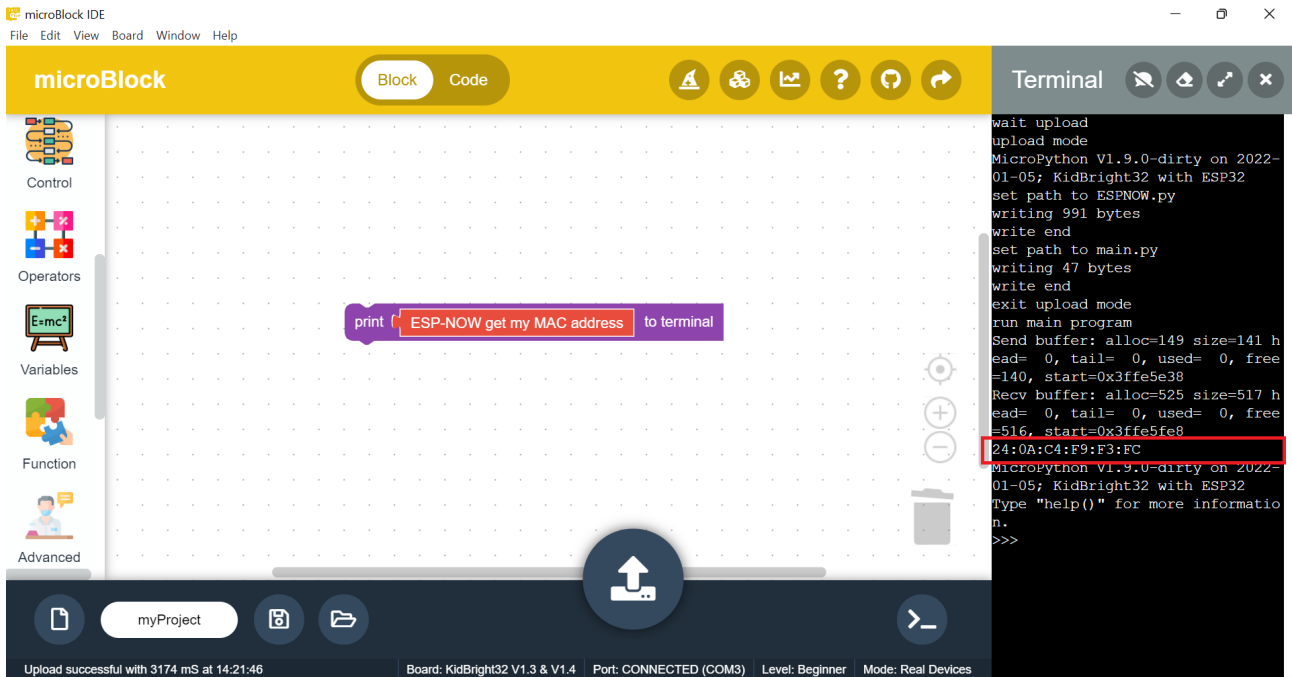 microBlock IDE
File Edit View Board Window Help
microBlock
Block Code
Terminal
Control
Operators
E=mc²
Variables
Function
Advanced
print ESP-NOW get my MAC address to terminal
wait upload
upload mode
MicroPython V1.9.0-dirty on 2022-
01-05; KidBright32 with ESP32
set path to ESPNOW.py
writing 991 bytes
write end
set path to main.py
writing 47 bytes
write end
exit upload mode
run main program
Send buffer: alloc=149 size=141 h
ead=  0, tail=  0, used=  0, free
=140, start=0x3ffe5e38
Recv buffer: alloc=525 size=517 h
ead=  0, tail=  0, used=  0, free
=516, start=0x3ffe5fe8
24:0A:C4:F9:F3:FC
MicroPython V1.9.0-dirty on 2022-
01-05; KidBright32 with ESP32
Type "help()" for more informatio
n.
>>>
myProject
Upload successful with 3174 mS at 14:21:46
Board: KidBright32 V1.3 & V1.4
Port: CONNECTED (COM3)
Level: Beginner
Mode: Real Devices